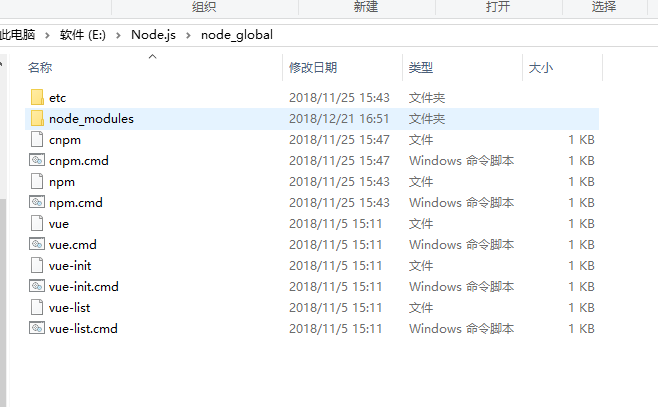 组织 新建 打开 选择
此电脑 > 软件 (E:) > Node.js > node_global
名称 修改日期 类型 大小
etc 2018/11/25 15:43 文件夹
node_modules 2018/12/21 16:51 文件夹
cnpm 2018/11/25 15:47 文件 1 KB
cnpm.cmd 2018/11/25 15:47 Windows 命令脚本 1 KB
npm 2018/11/25 15:43 文件 1 KB
npm.cmd 2018/11/25 15:43 Windows 命令脚本 1 KB
vue 2018/11/5 15:11 文件 1 KB
vue.cmd 2018/11/5 15:11 Windows 命令脚本 1 KB
vue-init 2018/11/5 15:11 文件 1 KB
vue-init.cmd 2018/11/5 15:11 Windows 命令脚本 1 KB
vue-list 2018/11/5 15:11 文件 1 KB
vue-list.cmd 2018/11/5 15:11 Windows 命令脚本 1 KB